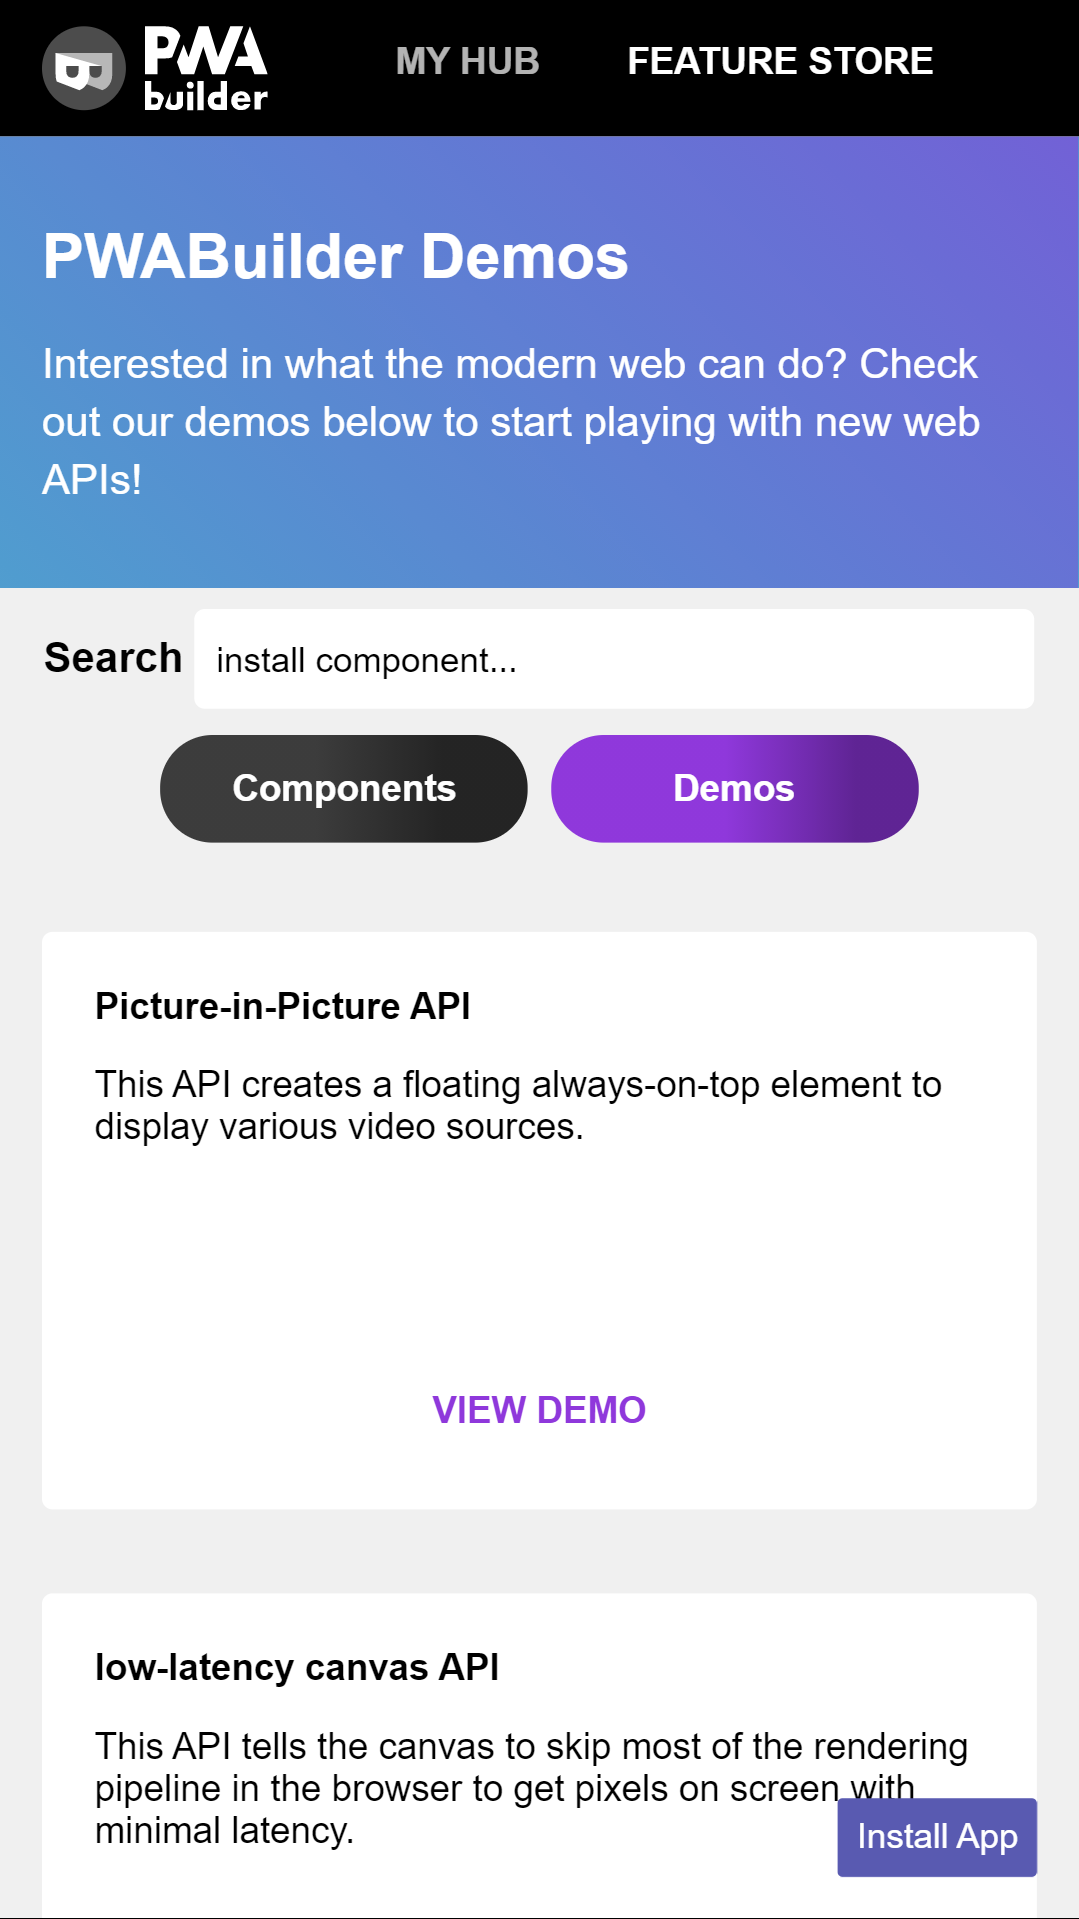 PWA
builder
MY HUB
FEATURE STORE
PWABuilder Demos
Interested in what the modern web can do? Check
out our demos below to start playing with new web
APIs!
Search
install component...
Components
Demos
Picture-in-Picture API
This API creates a floating always-on-top element to
display various video sources.
VIEW DEMO
low-latency canvas API
This API tells the canvas to skip most of the rendering
pipeline in the browser to get pixels on screen with
minimal latency.
Install App